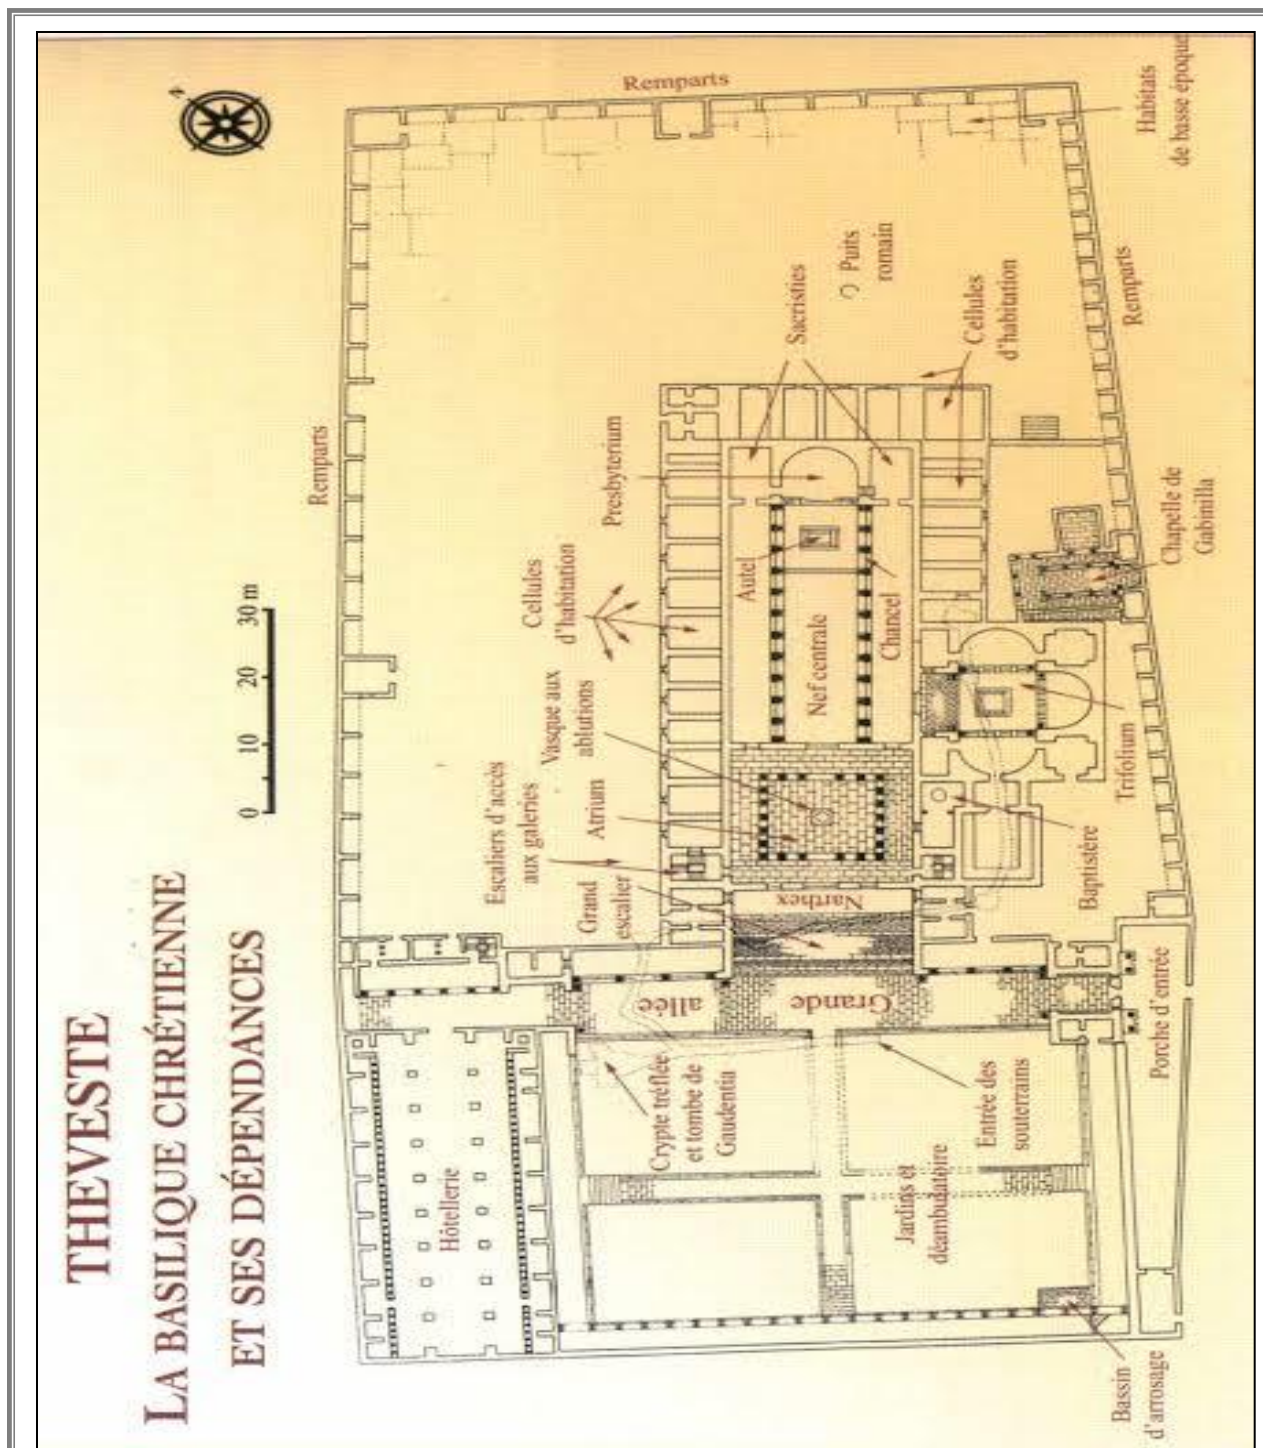 THEVESTE
LA BASILIQUE CHRÉTIENNE
ET SES DÉPENDANCES
0 10 20 30 m
N
Remparts
Remparts
Remparts
Habitats
de basse époque
Puits
romain
Sacristies
Cellules
d'habitation
Presbyterium
Cellules
d'habitation
Autel
Nef centrale
Chancel
Chapelle de
Gabinilla
Trifolium
Vasque aux
ablutions
Atrium
Escaliers d'accès
aux galeries
Grand
escalier
Narthex
Baptistère
Grande
allée
Porche d'entrée
Crypte tréflée
et tombe de
Gaudentia
Entrée des
souterrains
Hôtellerie
Jardins et
déambulatoire
Bassin
d'arrosage